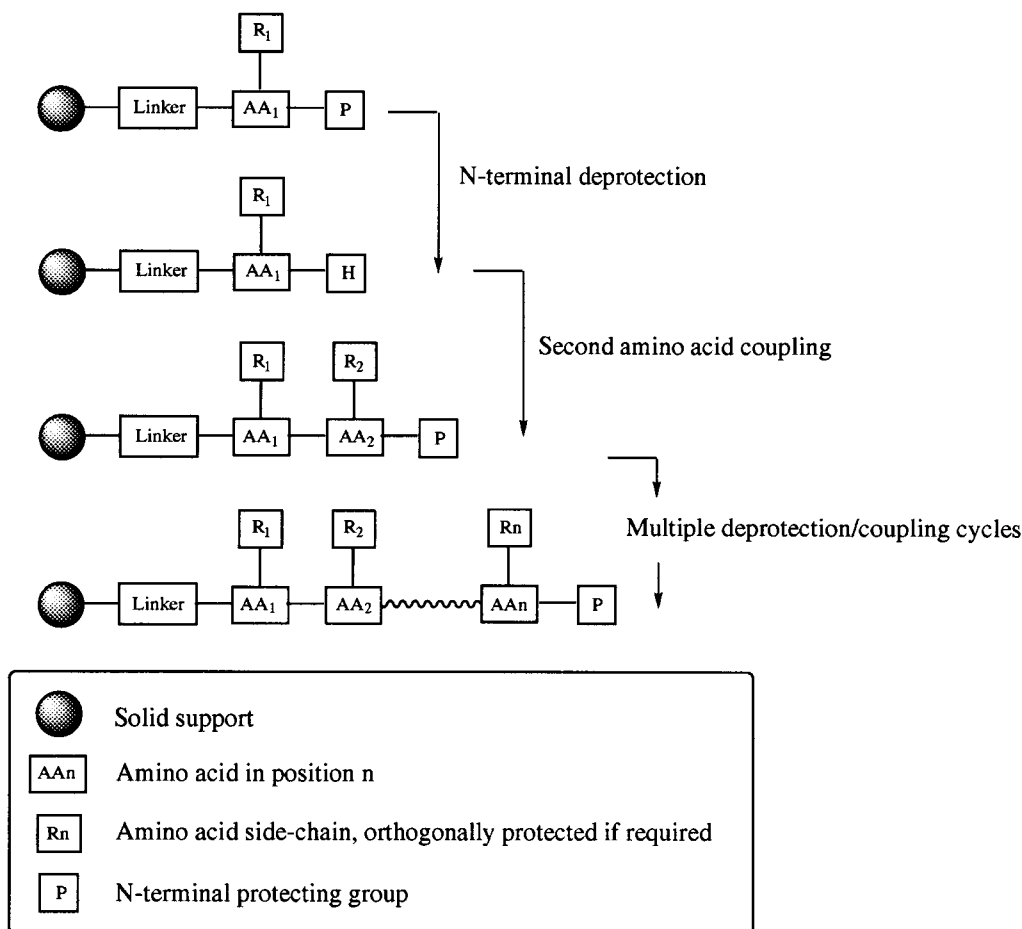 R1
Linker AA1 P
N-terminal deprotection
R1
Linker AA1 H
Second amino acid coupling
R1 R2
Linker AA1 AA2 P
Multiple deprotection/coupling cycles
R1 R2 Rn
Linker AA1 AA2 AAn P
Solid support
AAn Amino acid in position n
Rn Amino acid side-chain, orthogonally protected if required
P N-terminal protecting group